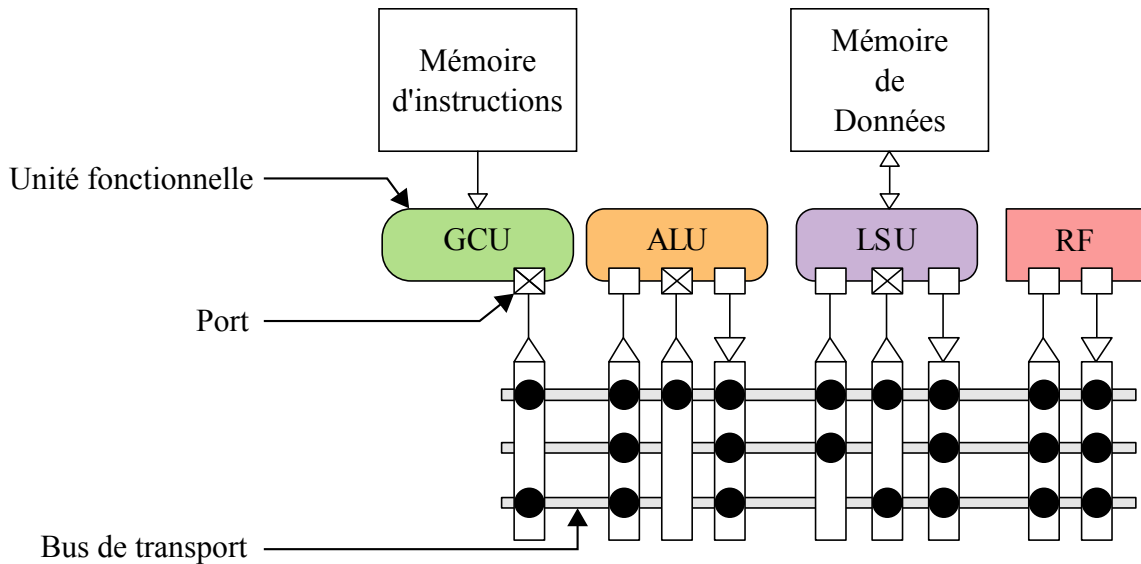 Mémoire
d'instructions
Mémoire
de
Données
Unité fonctionnelle
GCU
ALU
LSU
RF
Port
Bus de transport